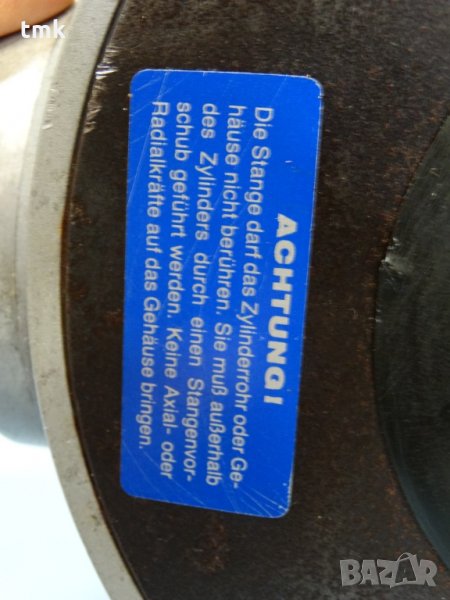 tmk
ACHTUNG!
Die Stange darf das Zylinderrohr oder Ge-
häuse nicht berühren. Sie muß außerhalb
des Zylinders durch einen Stangenvor-
schub geführt werden. Keine Axial- oder
Radialkräfte auf das Gehäuse bringen.
BAZAR